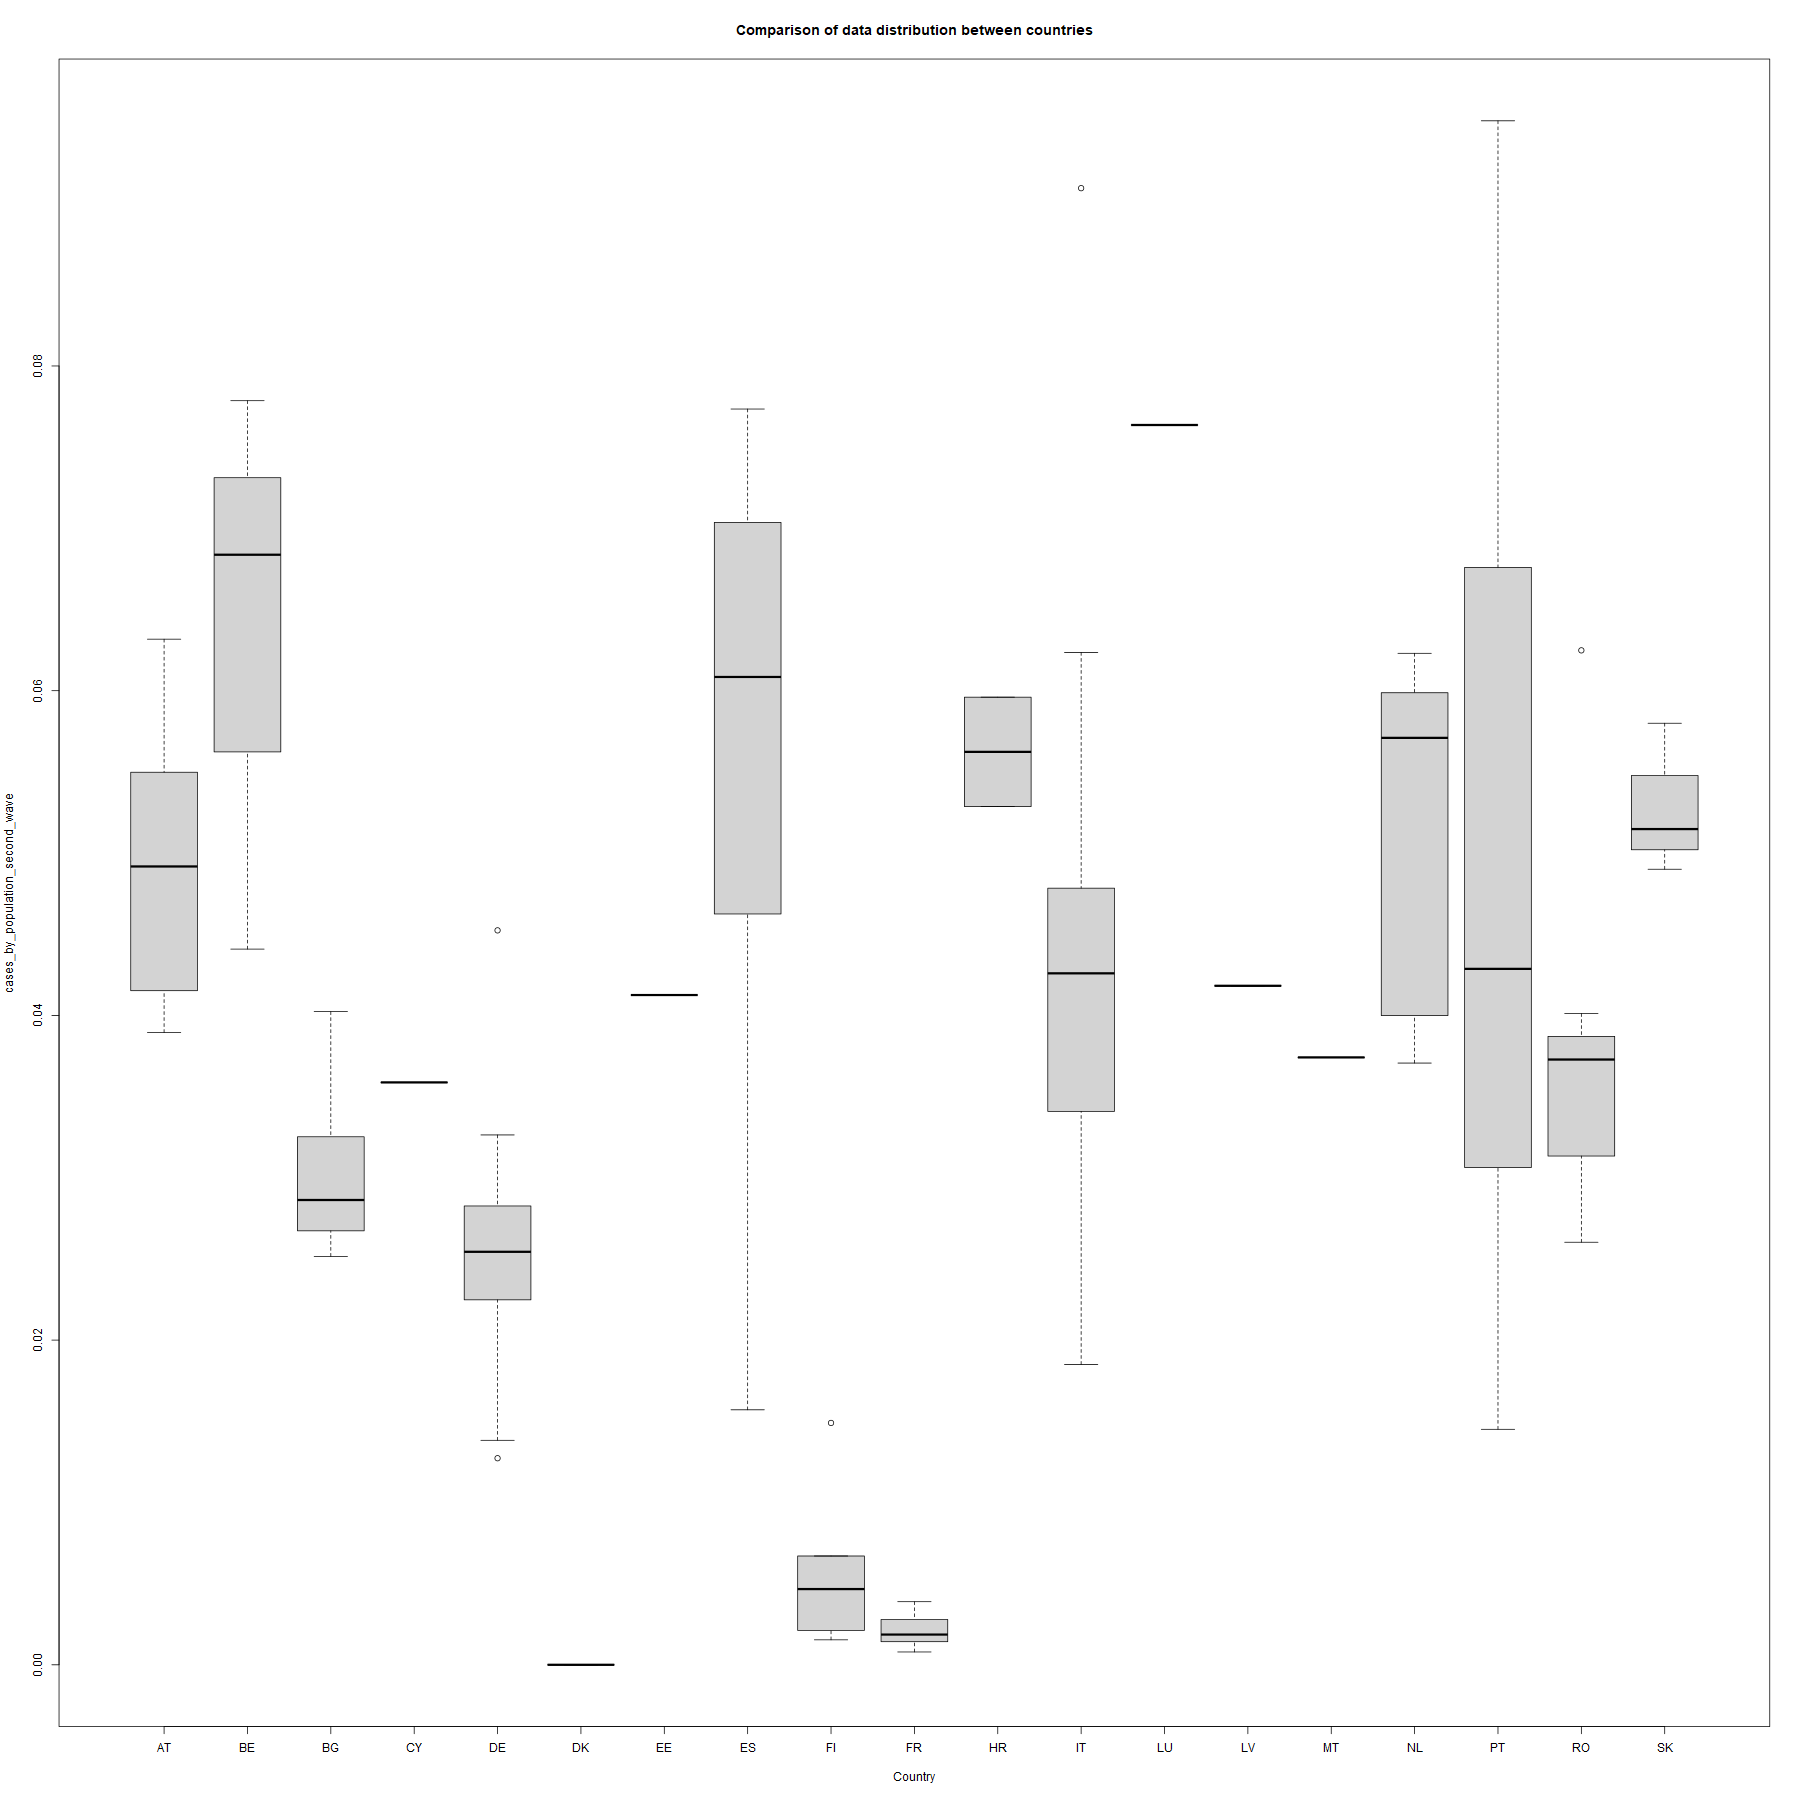 Comparison of data distribution between countries
cases_by_population_second_wave
0.08
0.06
0.04
0.02
0.00
AT BE BG CY DE DK EE ES FI FR HR IT LU LV MT NL PT RO SK
Country